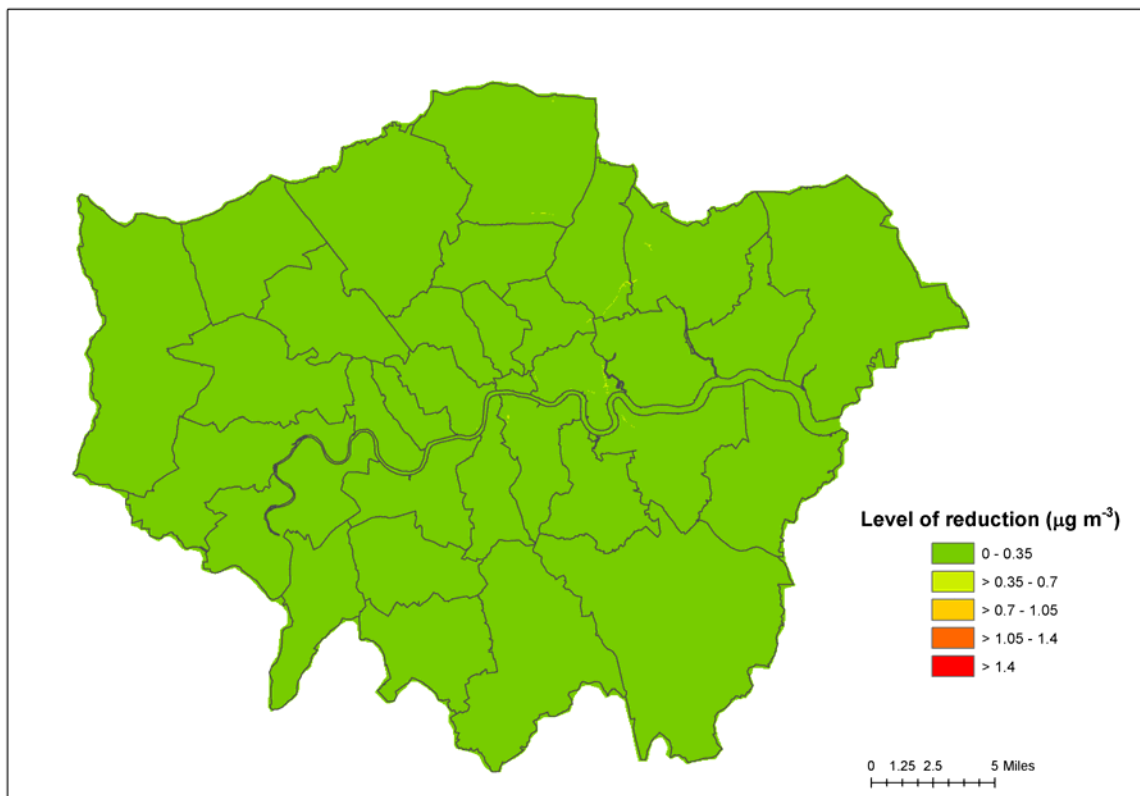 Level of reduction (μg m⁻³)
0 - 0.35
> 0.35 - 0.7
> 0.7 - 1.05
> 1.05 - 1.4
> 1.4
0 1.25 2.5 5 Miles